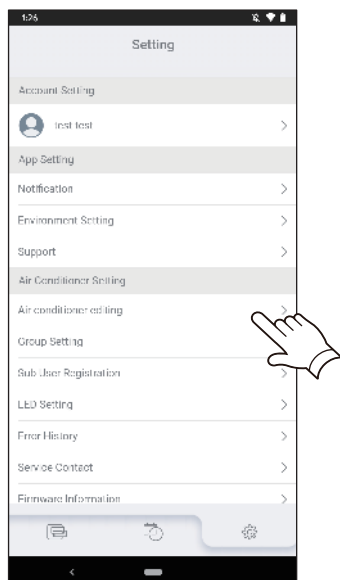 1:26
Setting
Account Setting
test test
App Setting
Notification
Environment Setting
Support
Air Conditioner Setting
Air conditioner editing
Group Setting
Sub User Registration
LED Setting
Error History
Service Contact
Firmware Information